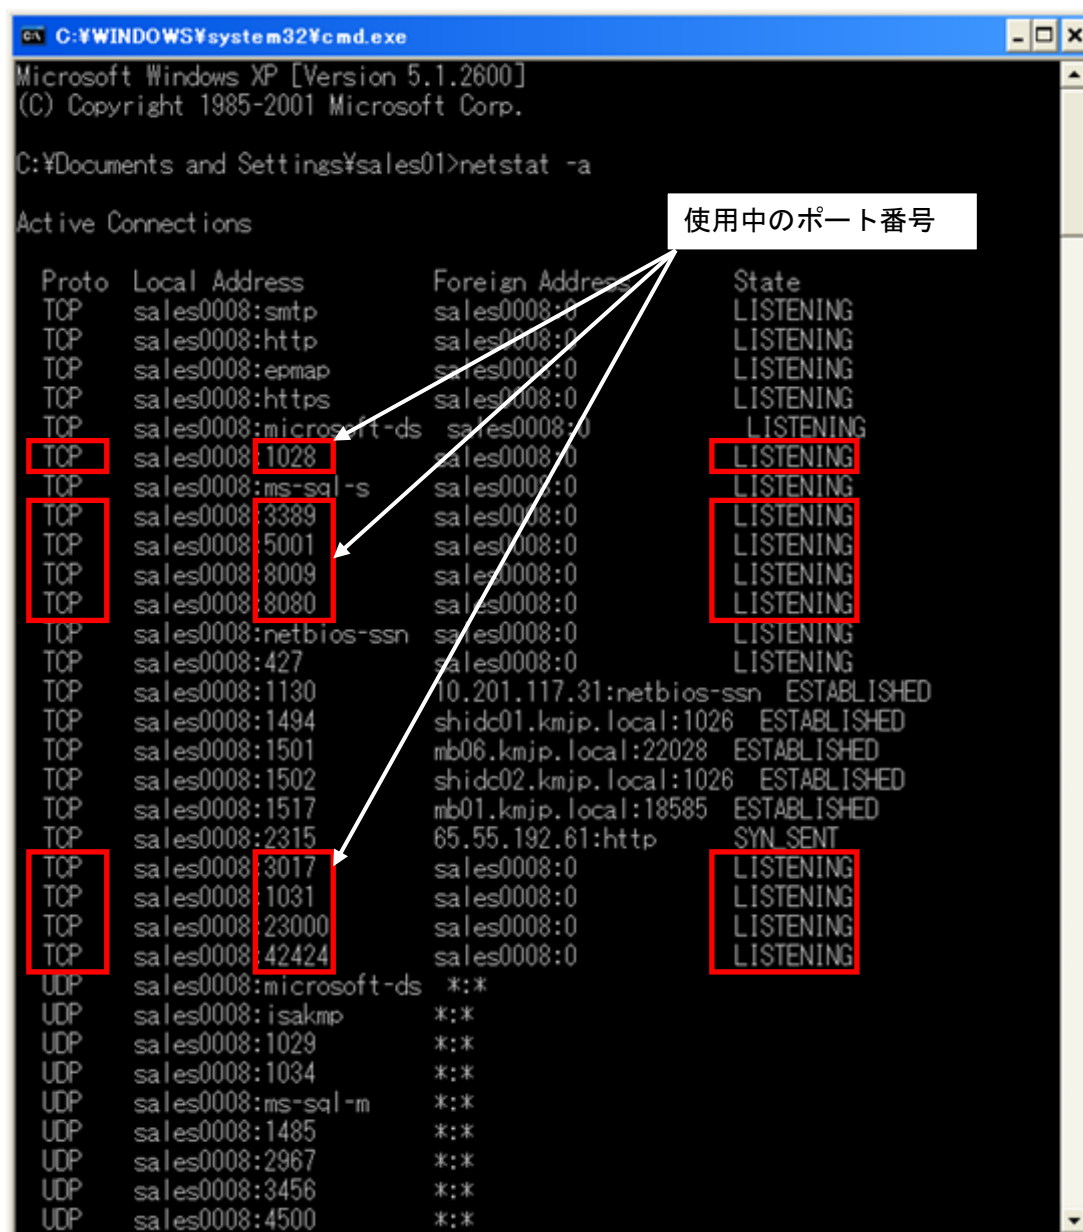 C:¥WINDOWS¥system32¥cmd.exe
Microsoft Windows XP [Version 5.1.2600]
(C) Copyright 1985-2001 Microsoft Corp.
C:¥Documents and Settings¥sales01>netstat -a
使用中のポート番号
Active Connections
Proto Local Address Foreign Address State
TCP sales0008:smtp sales0008:0 LISTENING
TCP sales0008:http sales0008:0 LISTENING
TCP sales0008:epmap sales0008:0 LISTENING
TCP sales0008:https sales0008:0 LISTENING
TCP sales0008:microsoft-ds sales0008:0 LISTENING
TCP sales0008:1028 sales0008:0 LISTENING
TCP sales0008:ms-sql-s sales0008:0 LISTENING
TCP sales0008:3389 sales0008:0 LISTENING
TCP sales0008:5001 sales0008:0 LISTENING
TCP sales0008:8009 sales0008:0 LISTENING
TCP sales0008:8080 sales0008:0 LISTENING
TCP sales0008:netbios-ssn sales0008:0 LISTENING
TCP sales0008:427 sales0008:0 LISTENING
TCP sales0008:1130 10.201.117.31:netbios-ssn ESTABLISHED
TCP sales0008:1494 shidc01.kmjp.local:1026 ESTABLISHED
TCP sales0008:1501 mb06.kmjp.local:22028 ESTABLISHED
TCP sales0008:1502 shidc02.kmjp.local:1026 ESTABLISHED
TCP sales0008:1517 mb01.kmjp.local:18585 ESTABLISHED
TCP sales0008:2315 65.55.192.61:http SYN_SENT
TCP sales0008:3017 sales0008:0 LISTENING
TCP sales0008:1031 sales0008:0 LISTENING
TCP sales0008:23000 sales0008:0 LISTENING
TCP sales0008:42424 sales0008:0 LISTENING
UDP sales0008:microsoft-ds *:*
UDP sales0008:isakmp *:*
UDP sales0008:1029 *:*
UDP sales0008:1034 *:*
UDP sales0008:ms-sql-m *:*
UDP sales0008:1485 *:*
UDP sales0008:2967 *:*
UDP sales0008:3456 *:*
UDP sales0008:4500 *:*